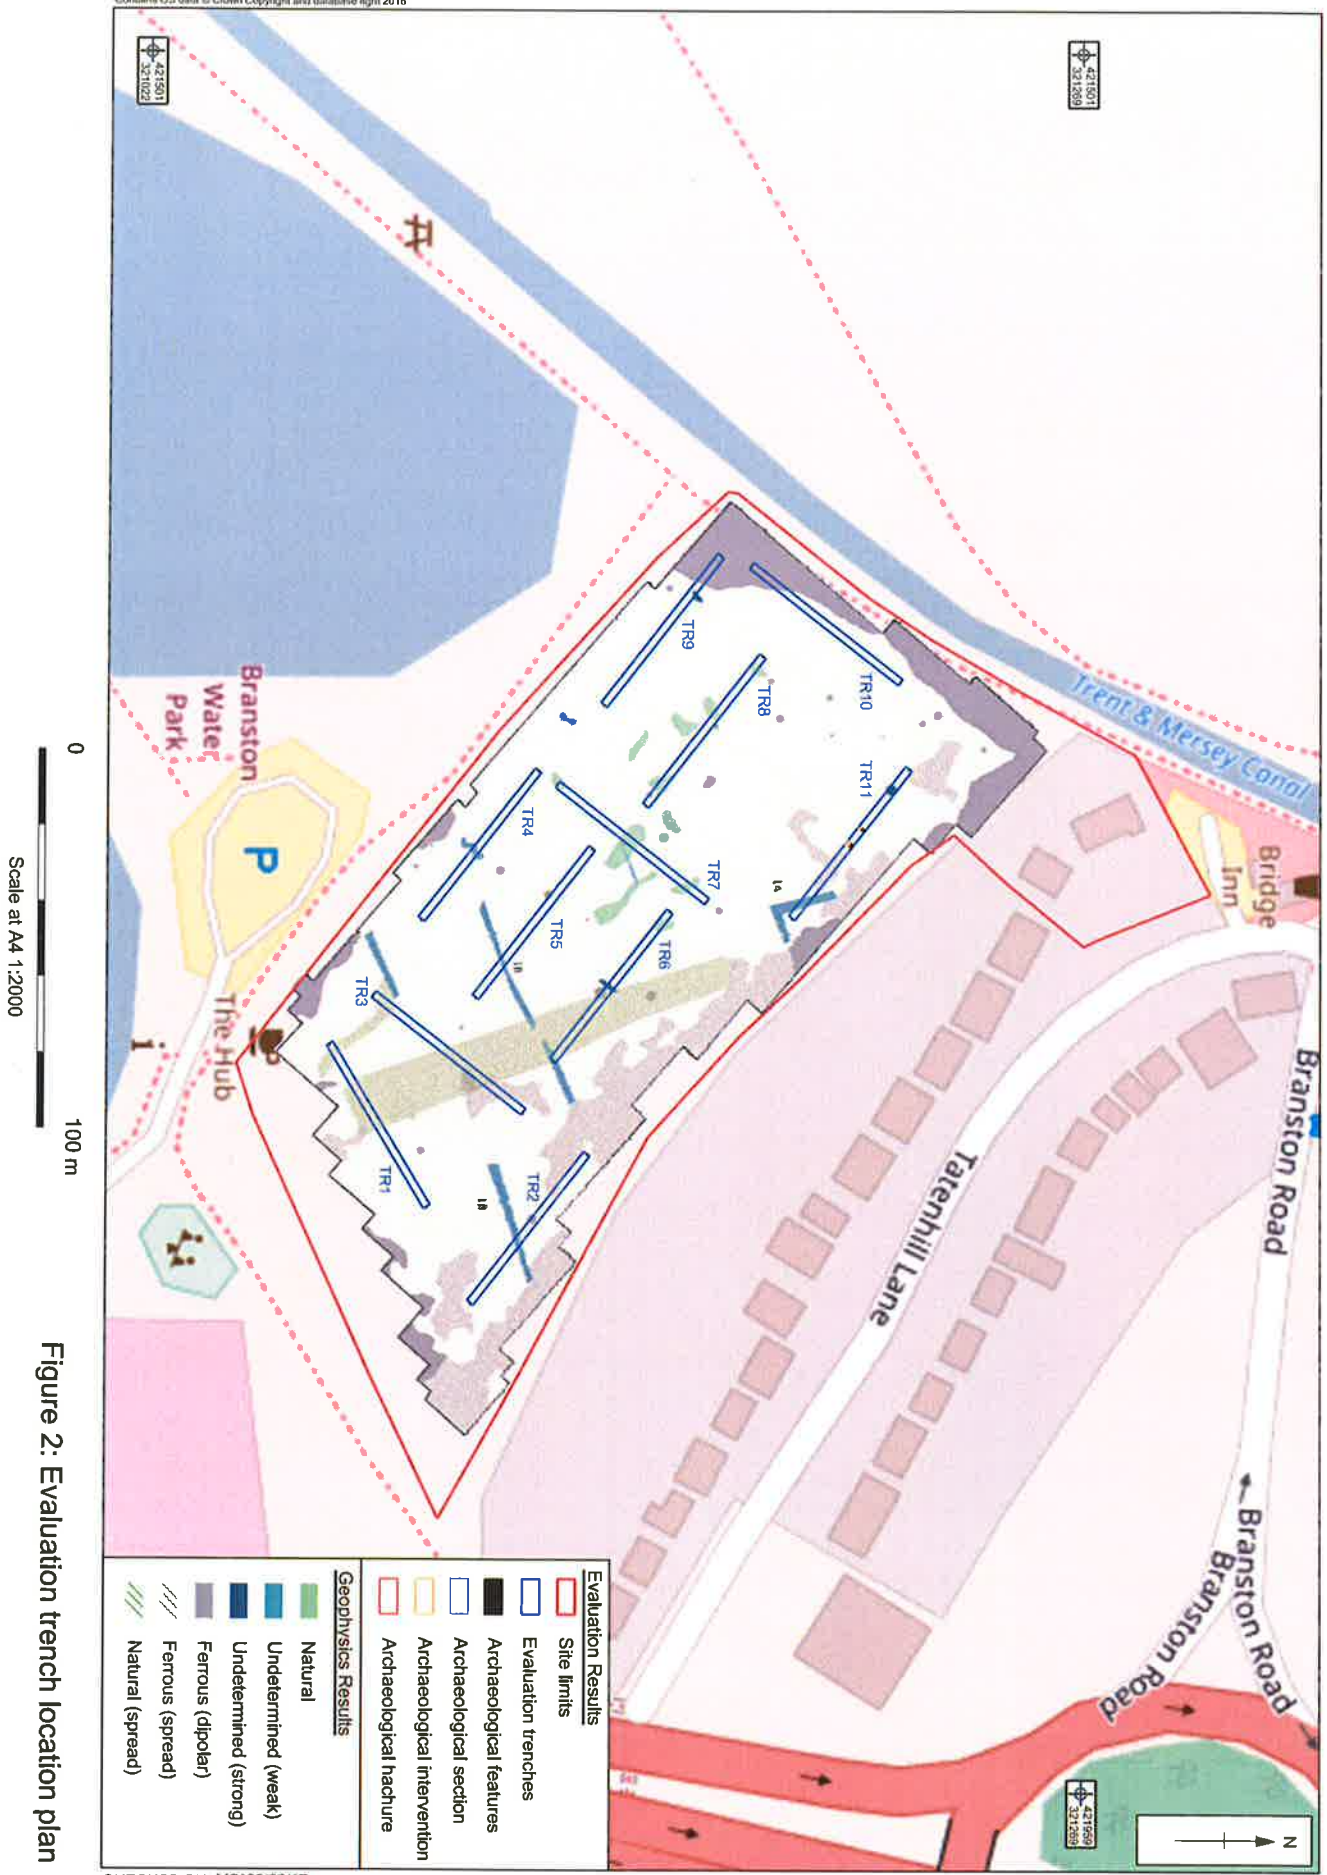 421501
321022
421501
321269
421959
321269
N
Trent & Mersey Canal
Bridge
Inn
Branston Road
Branston Road
Branston Road
Tatenhill Lane
TR10
TR9
TR8
TR11
TR7
TR4
TR5
TR6
TR3
TR1
TR2
14
18
18
Branston
Water
Park
P
The Hub
i
Evaluation Results
Site limits
Evaluation trenches
Archaeological features
Archaeological section
Archaeological intervention
Archaeological hachure
Geophysics Results
Natural
Undetermined (weak)
Undetermined (strong)
Ferrous (dipolar)
Ferrous (spread)
Natural (spread)
0
100 m
Scale at A4 1:2000
Figure 2: Evaluation trench location plan